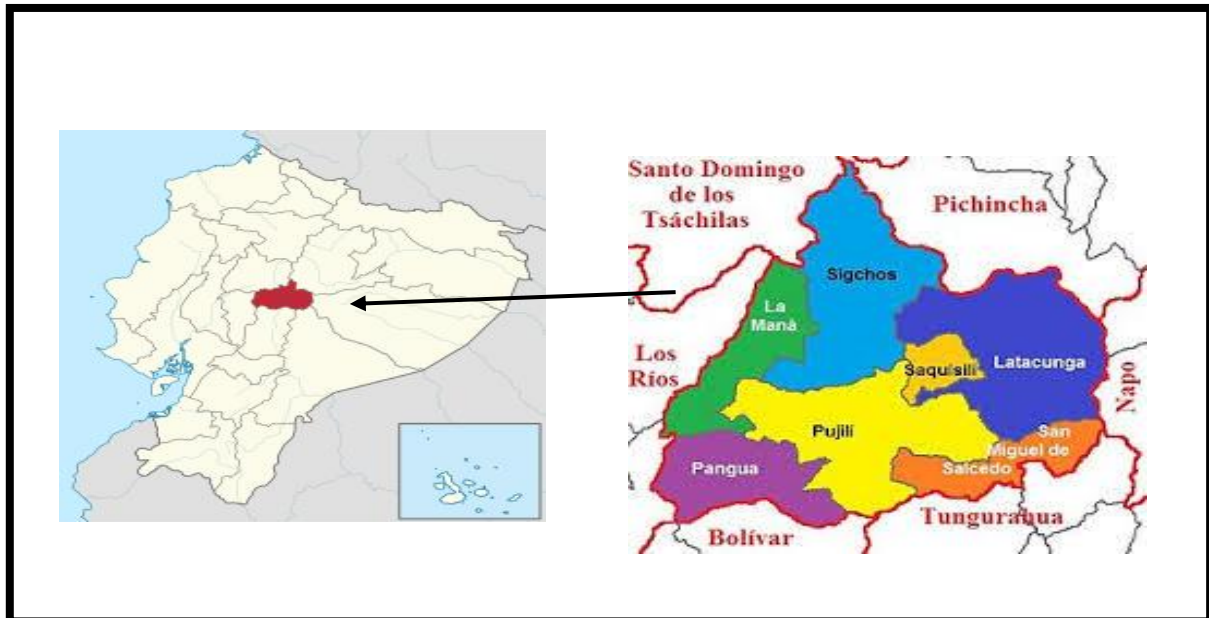 Santo Domingo
de los
Tsáchilas
Pichincha
Sigchos
La
Maná
Los
Ríos
Saquisilí
Latacunga
Napo
Pujilí
San
Miguel de
Salcedo
Pangua
Tungurahua
Bolívar